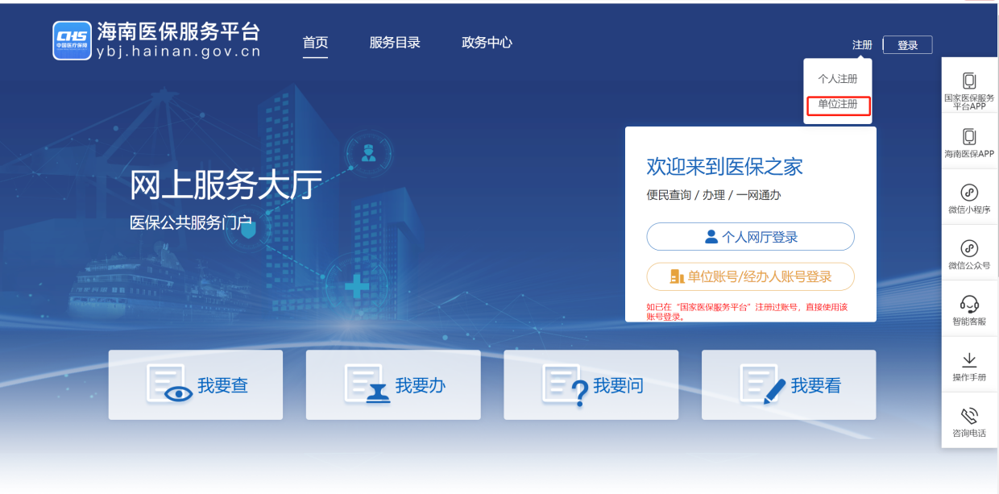 CHS
中国医疗保障
海南医保服务平台
ybj.hainan.gov.cn
首页
服务目录
政务中心
注册
登录
个人注册
单位注册
国家医保服务
平台APP
海南医保APP
微信小程序
微信公众号
智能客服
操作手册
咨询电话
网上服务大厅
医保公共服务门户
欢迎来到医保之家
便民查询 / 办理 / 一网通办
个人网厅登录
单位账号/经办人账号登录
如已在“国家医保服务平台”注册过账号，直接使用该
账号登录。
我要查
我要办
我要问
我要看